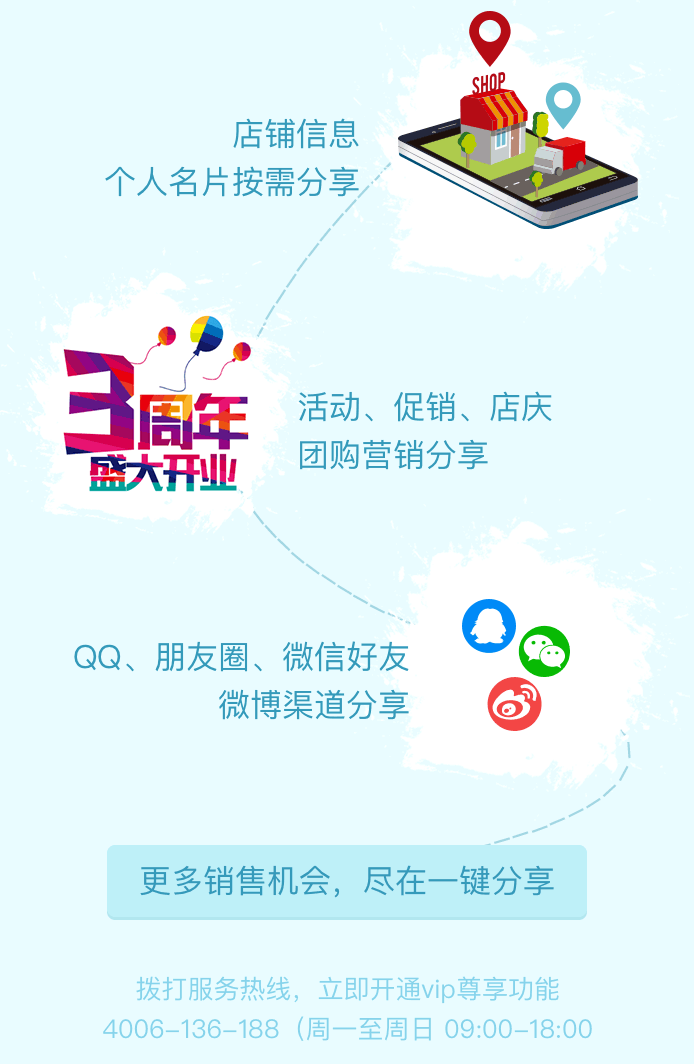 SHOP
店铺信息
个人名片按需分享
3周年
盛大开业
活动、促销、店庆
团购营销分享
QQ、朋友圈、微信好友
微博渠道分享
更多销售机会，尽在一键分享
拨打服务热线，立即开通vip尊享功能
4006-136-188（周一至周日 09:00-18:00